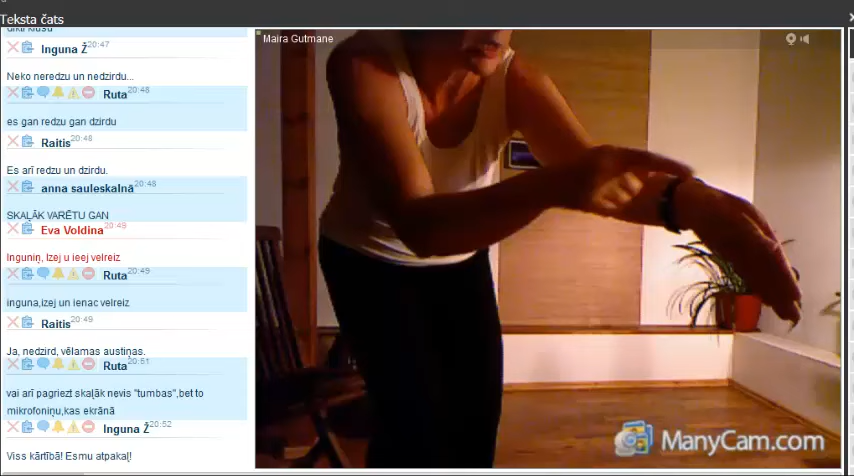 Teksta čats
dikti klusu
Inguna Ž 20:47
Neko neredzu un nedzirdu...
Ruta 20:48
es gan redzu gan dzirdu
Raitis 20:48
Es arī redzu un dzirdu.
anna sauleskalnā 20:48
SKAĻĀK VARĒTU GAN
Eva Voldina 20:49
Inguniņ, Izej u ieej velreiz
Ruta 20:49
inguna,izej un ienac velreiz
Raitis 20:49
Ja, nedzird, vēlamas austiņas.
Ruta 20:51
vai arī pagriezt skaļāk nevis "tumbas",bet to
mikrofoniņu,kas ekrānā
Inguna Ž 20:52
Viss kārtībā! Esmu atpakaļ!
Maira Gutmane
ManyCam.com